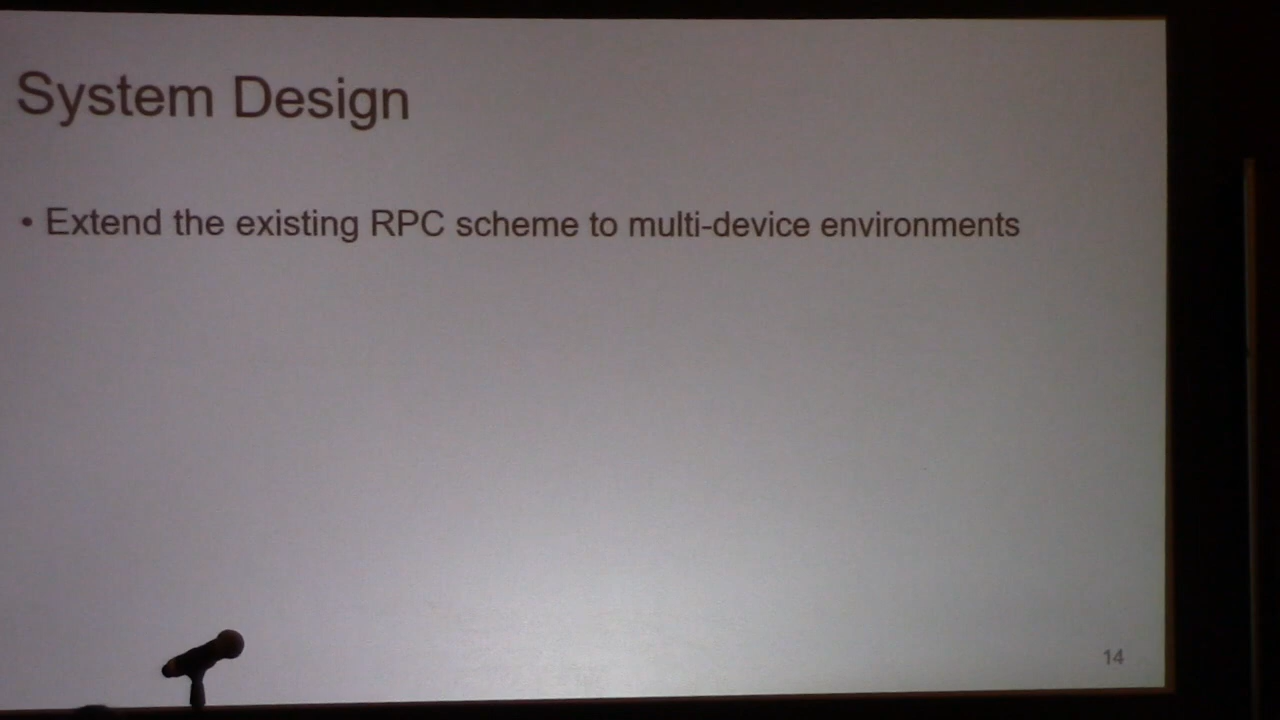 System Design
• Extend the existing RPC scheme to multi-device environments
14